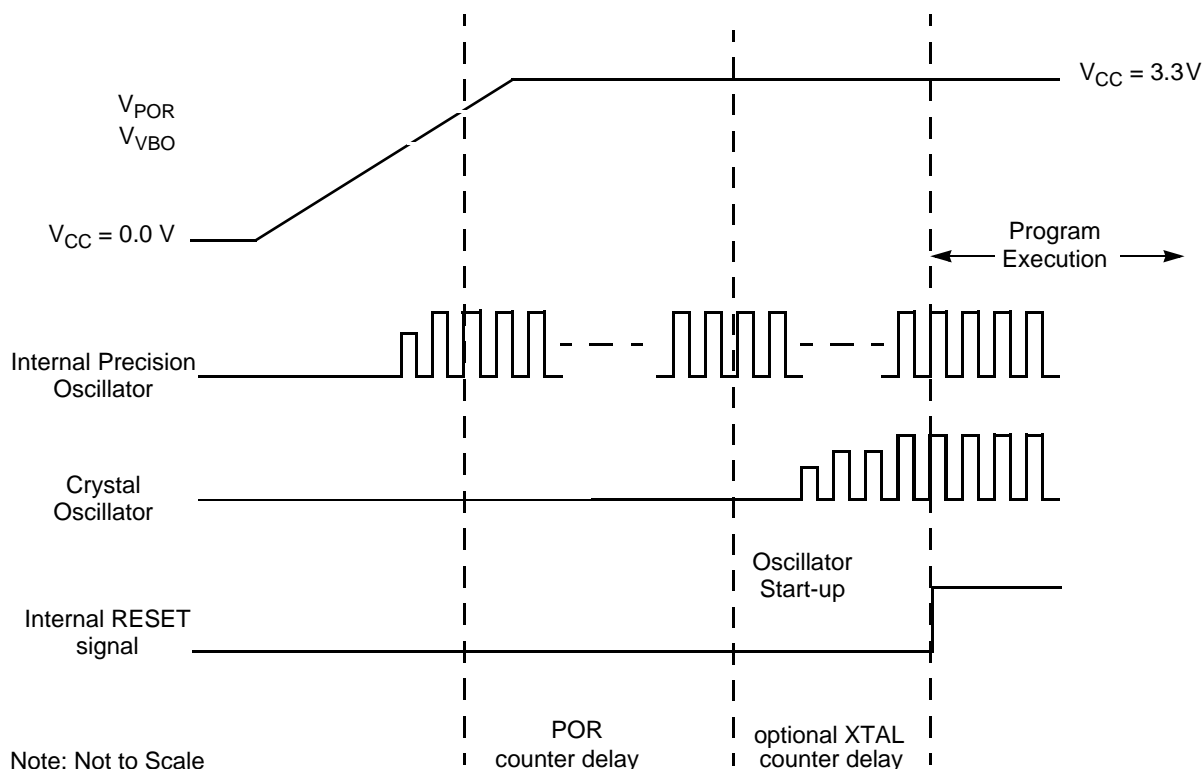 V_CC = 3.3V
V_POR
V_VBO
V_CC = 0.0 V
Program
Execution
Internal Precision
Oscillator
Crystal
Oscillator
Oscillator
Start-up
Internal RESET
signal
POR
counter delay
optional XTAL
counter delay
Note: Not to Scale